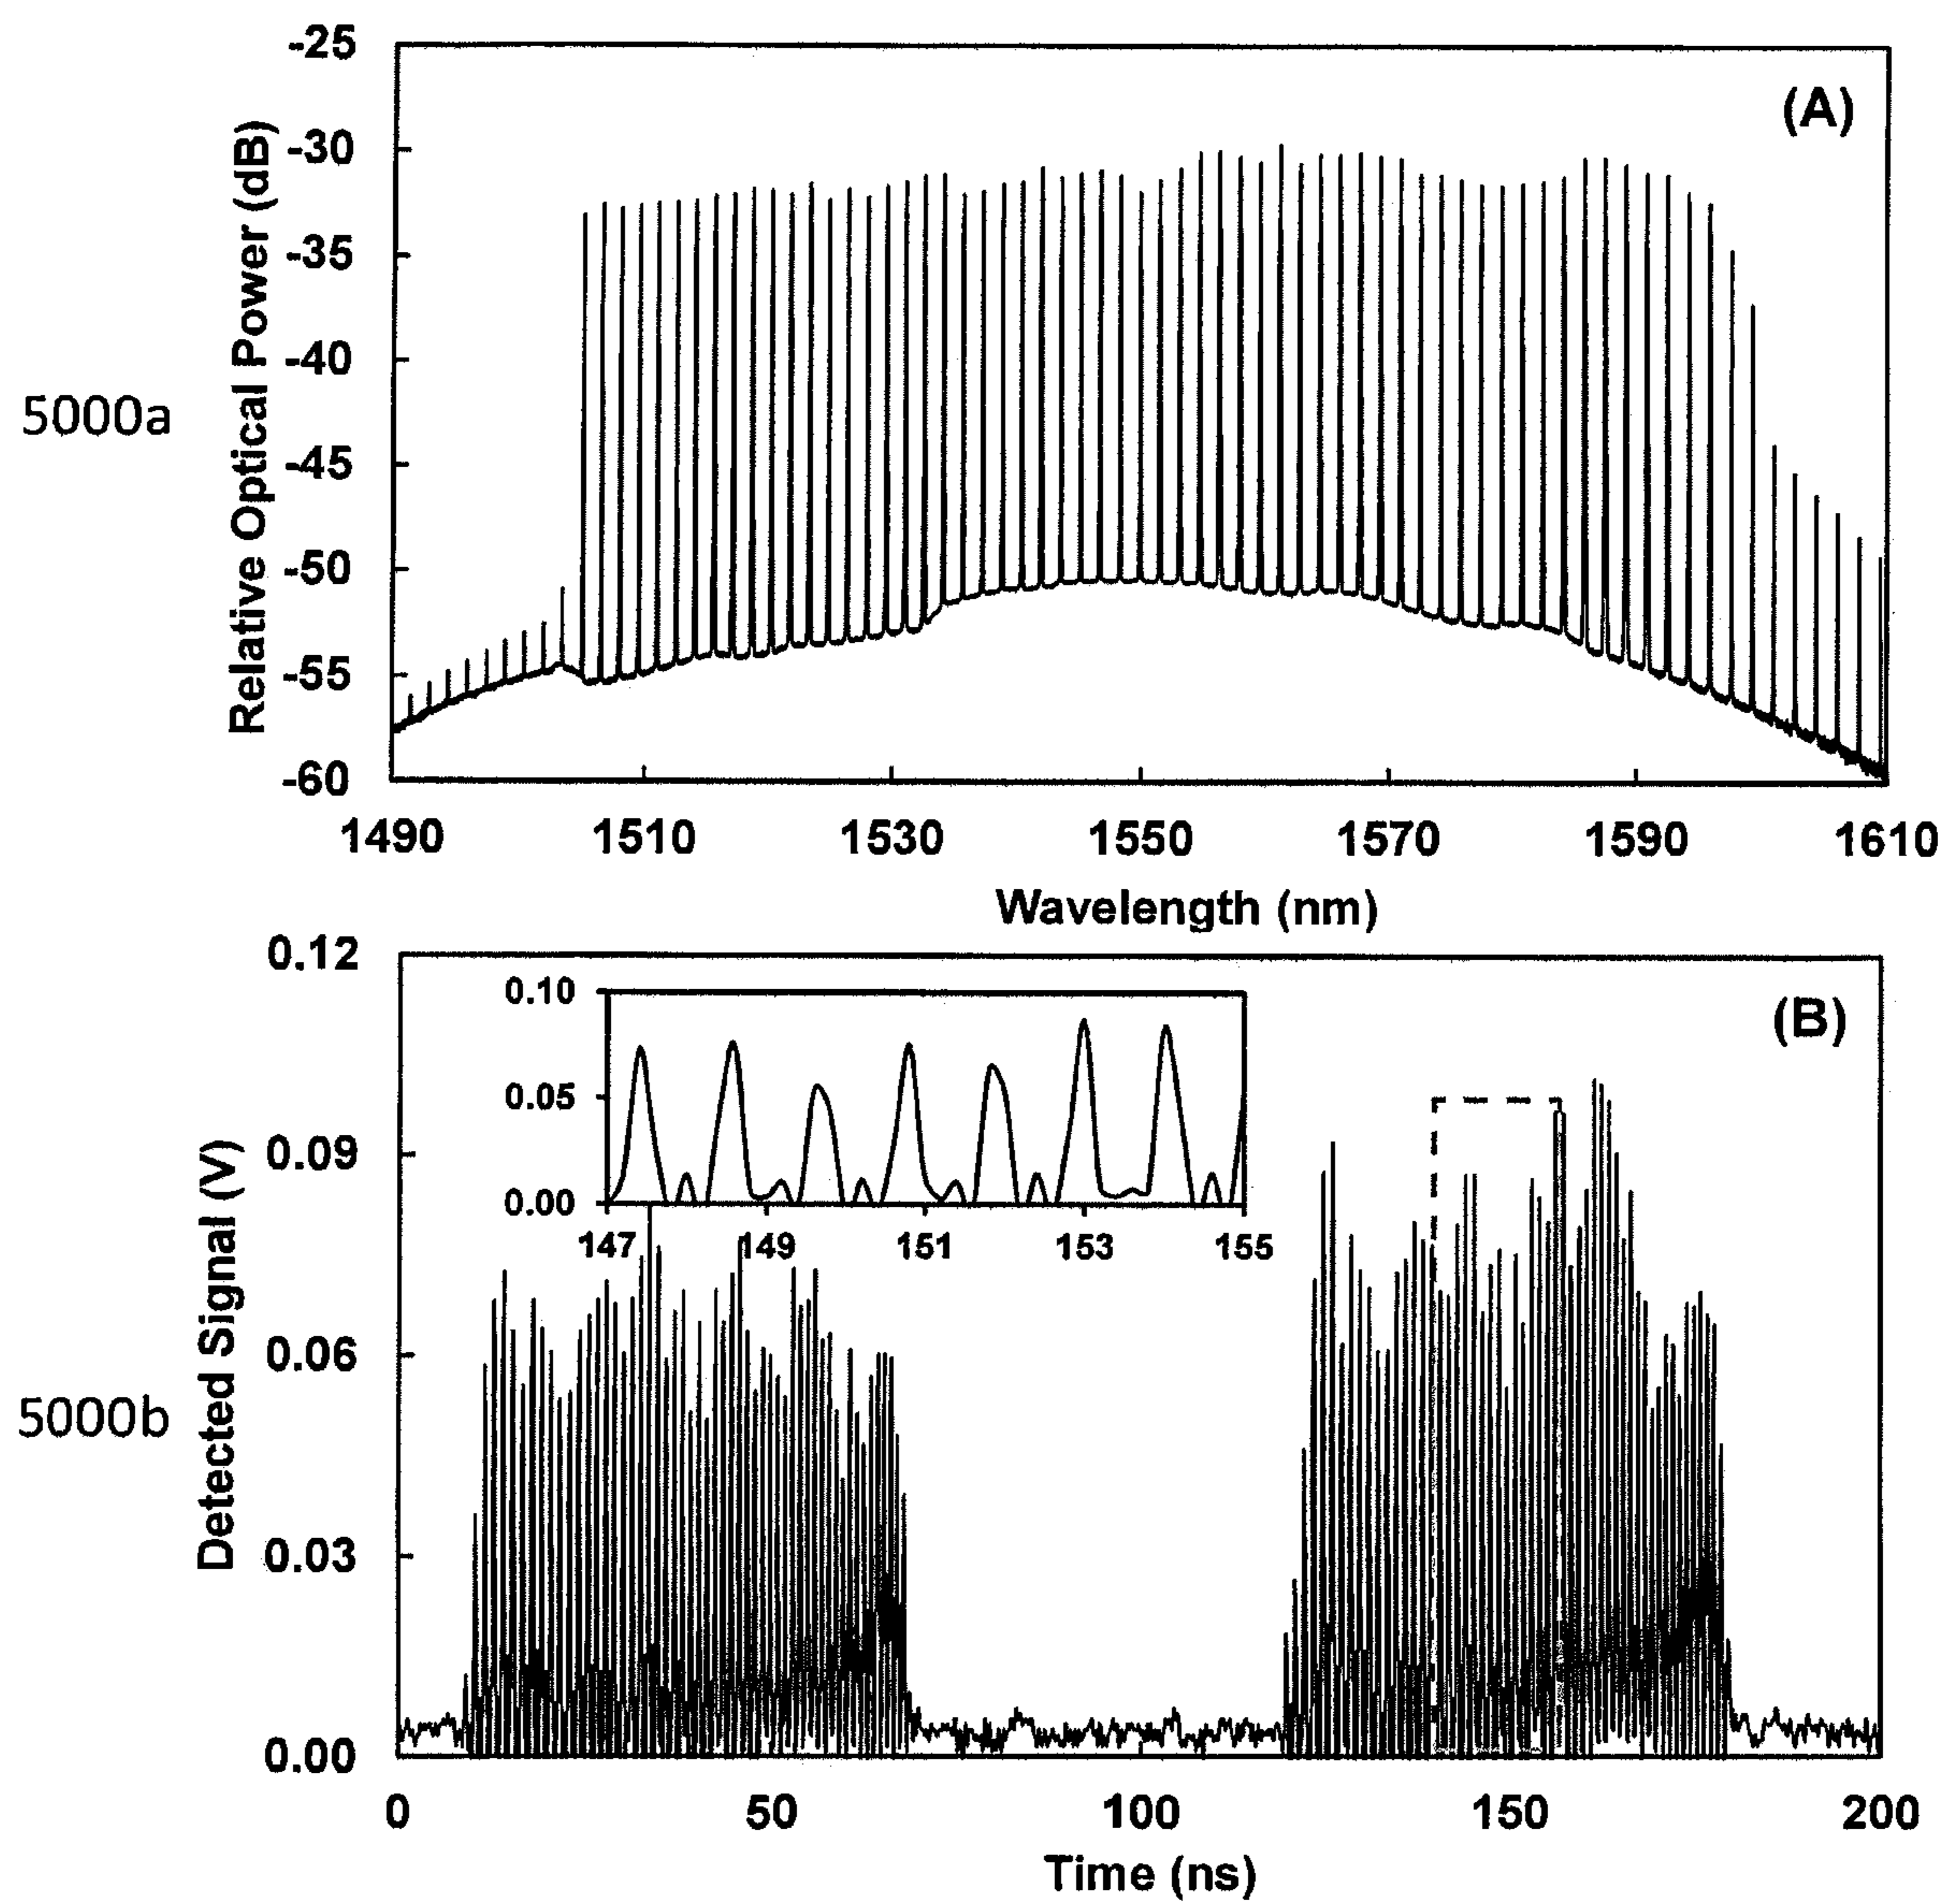 -25
(A)
-30
-35
-40
-45
-50
-55
-60
Relative Optical Power (dB)
5000a
1490 1510 1530 1550 1570 1590 1610
Wavelength (nm)
0.12
(B)
0.10
0.05
0.00
147 149 151 153 155
0.09
0.06
0.03
0.00
Detected Signal (V)
5000b
0 50 100 150 200
Time (ns)